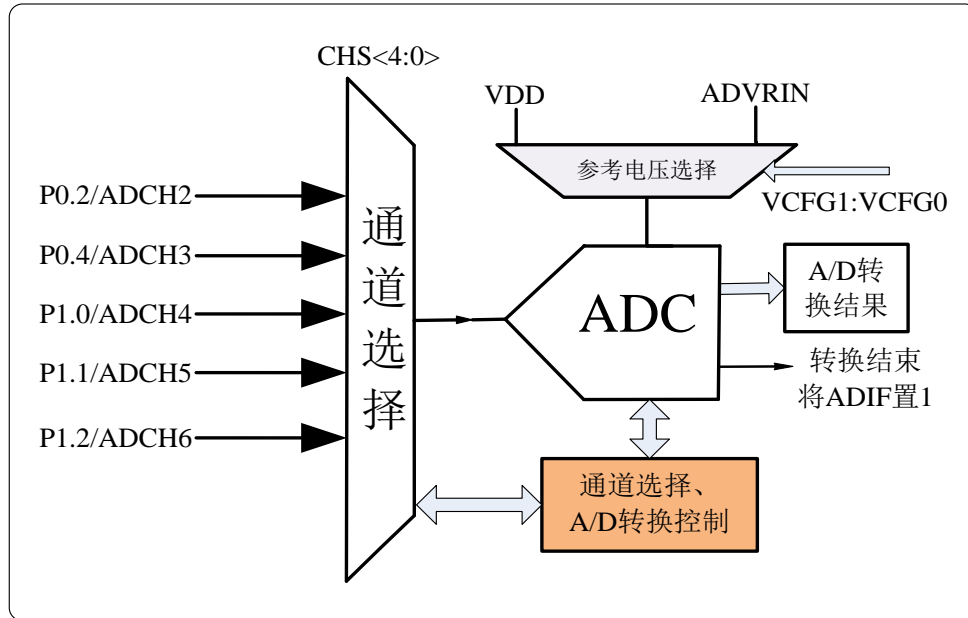 CHS<4:0>
VDD
ADVRIN
参考电压选择
VCFG1:VCFG0
P0.2/ADCH2
P0.4/ADCH3
P1.0/ADCH4
P1.1/ADCH5
P1.2/ADCH6
通
道
选
择
ADC
A/D转
换结果
转换结束
将ADIF置1
通道选择、
A/D转换控制